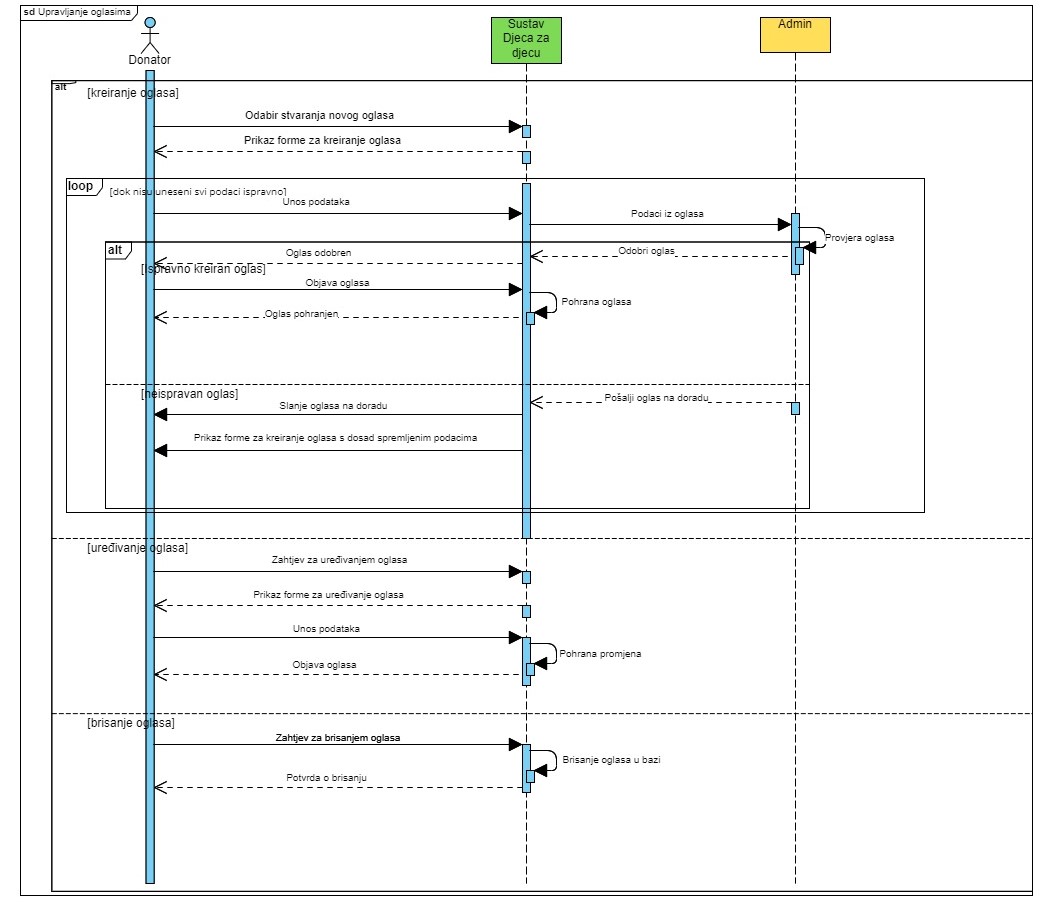 sd Upravljanje oglasima
Donator
Sustav
Djeca za
djecu
Admin
alt
[kreiranje oglasa]
Odabir stvaranja novog oglasa
Prikaz forme za kreiranje oglasa
loop
[dok nisu uneseni svi podaci ispravno]
Unos podataka
Podaci iz oglasa
Provjera oglasa
alt
Oglas odobren
Odobri oglas
[ispravno kreiran oglas]
Objava oglasa
Pohrana oglasa
Oglas pohranjen
[neispravan oglas]
Pošalji oglas na doradu
Slanje oglasa na doradu
Prikaz forme za kreiranje oglasa s dosad spremljenim podacima
[uređivanje oglasa]
Zahtjev za uređivanjem oglasa
Prikaz forme za uređivanje oglasa
Unos podataka
Pohrana promjena
Objava oglasa
[brisanje oglasa]
Zahtjev za brisanjem oglasa
Brisanje oglasa u bazi
Potvrda o brisanju